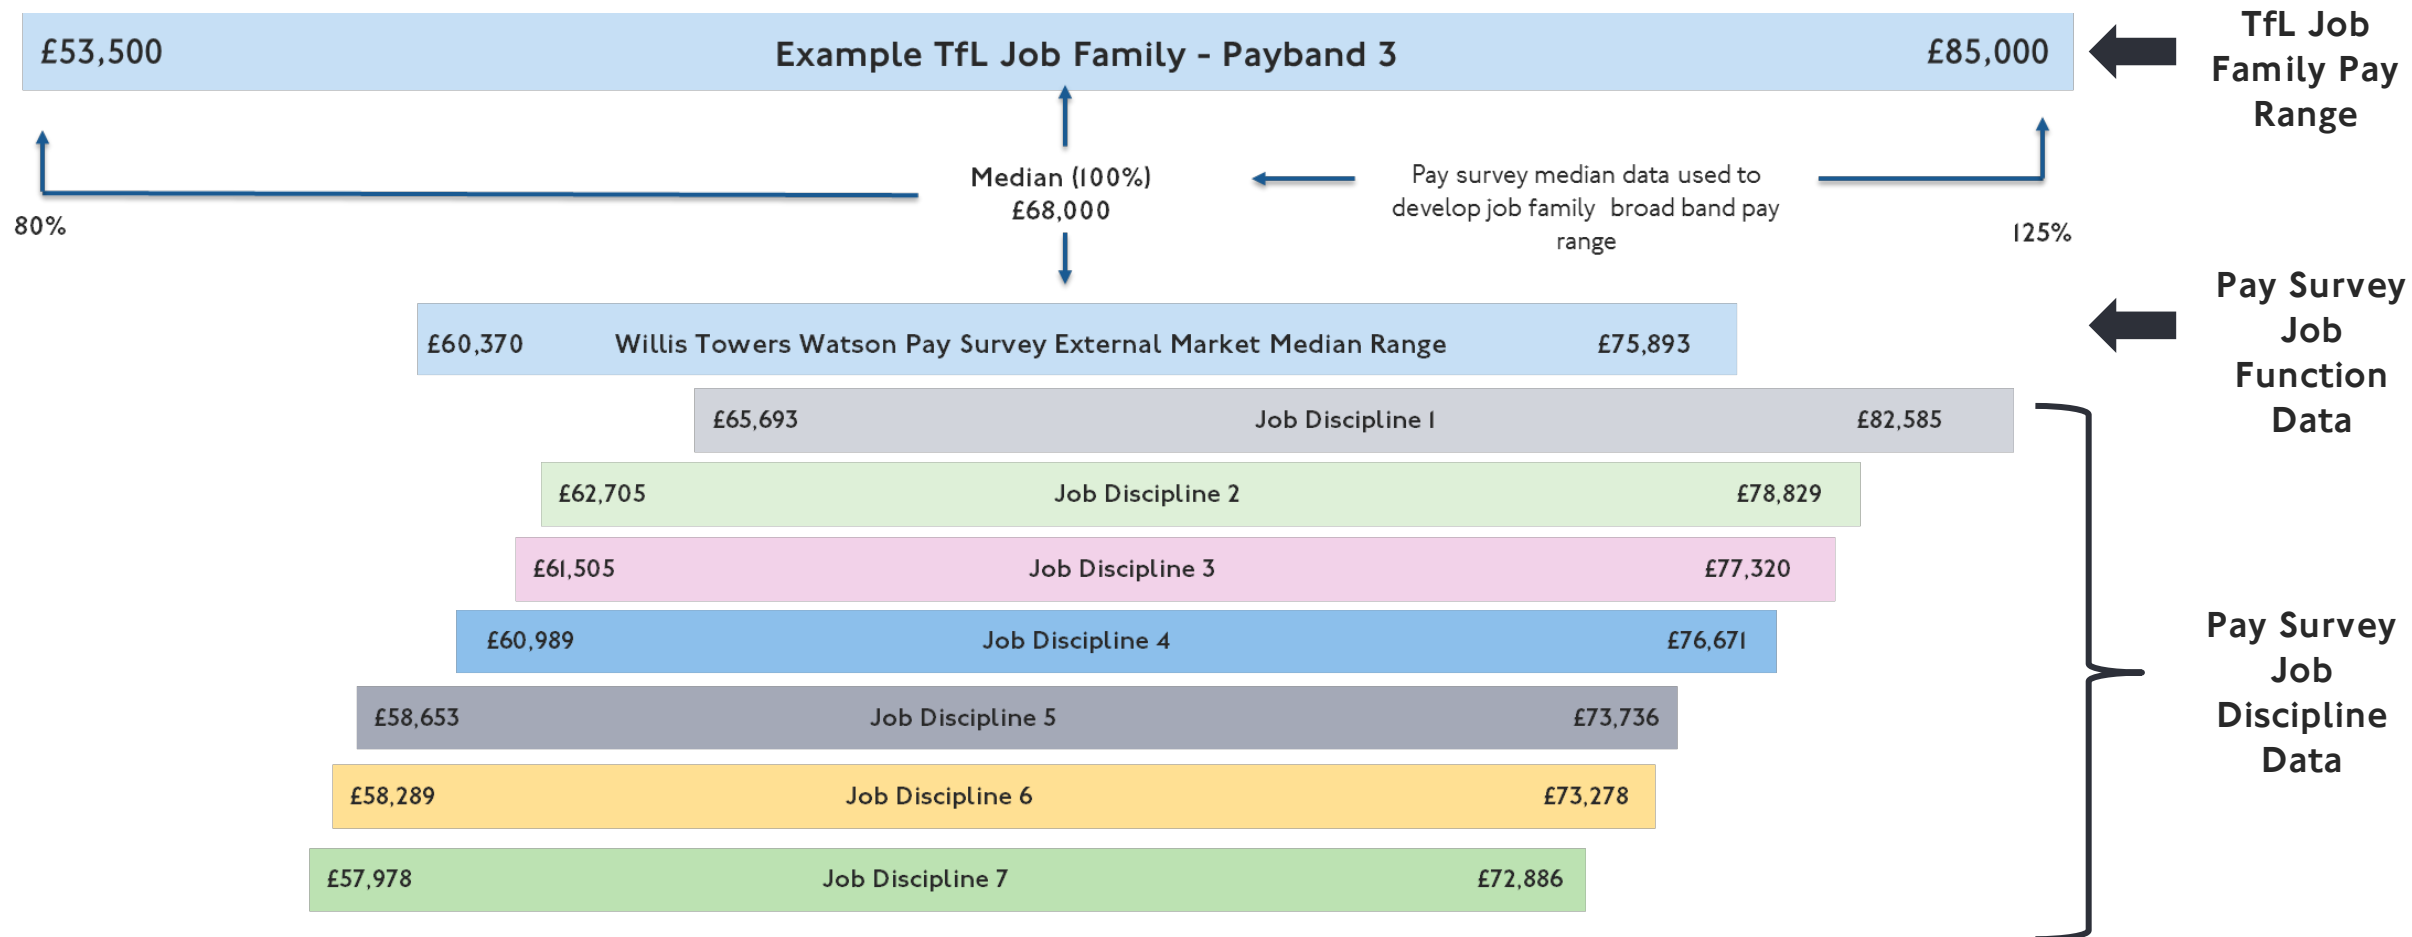 £53,500 Example TfL Job Family - Payband 3 £85,000
TfL Job
Family Pay
Range
Median (100%)
£68,000
Pay survey median data used to
develop job family broad band pay
range
80%
125%
Pay Survey
Job
Function
Data
£60,370 Willis Towers Watson Pay Survey External Market Median Range £75,893
£65,693 Job Discipline 1 £82,585
£62,705 Job Discipline 2 £78,829
£61,505 Job Discipline 3 £77,320
£60,989 Job Discipline 4 £76,671
£58,653 Job Discipline 5 £73,736
£58,289 Job Discipline 6 £73,278
£57,978 Job Discipline 7 £72,886
Pay Survey
Job
Discipline
Data